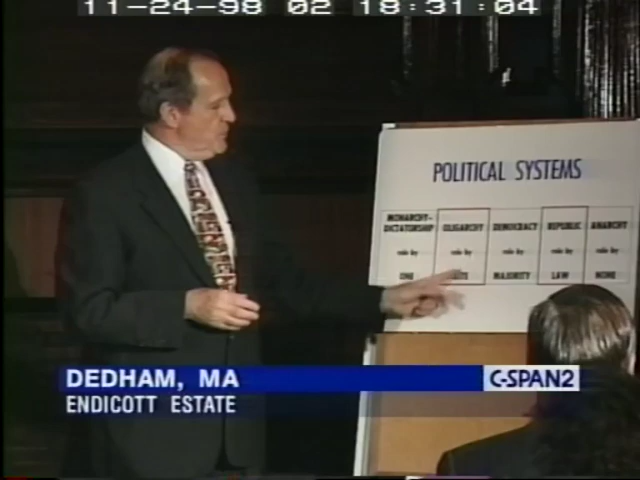 11-24-98 02 18:31:04
POLITICAL SYSTEMS
MONARCHY-
DICTATORSHIP
OLIGARCHY
DEMOCRACY
REPUBLIC
ANARCHY
rule by
rule by
rule by
rule by
rule by
ONE
MAJORITY
LAW
NONE
DEDHAM, MA
C-SPAN2
ENDICOTT ESTATE